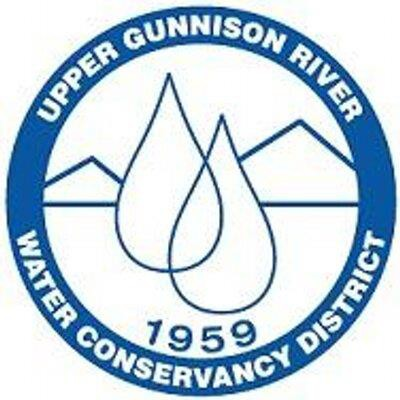 UPPER GUNNISON RIVER
1959
WATER CONSERVANCY DISTRICT